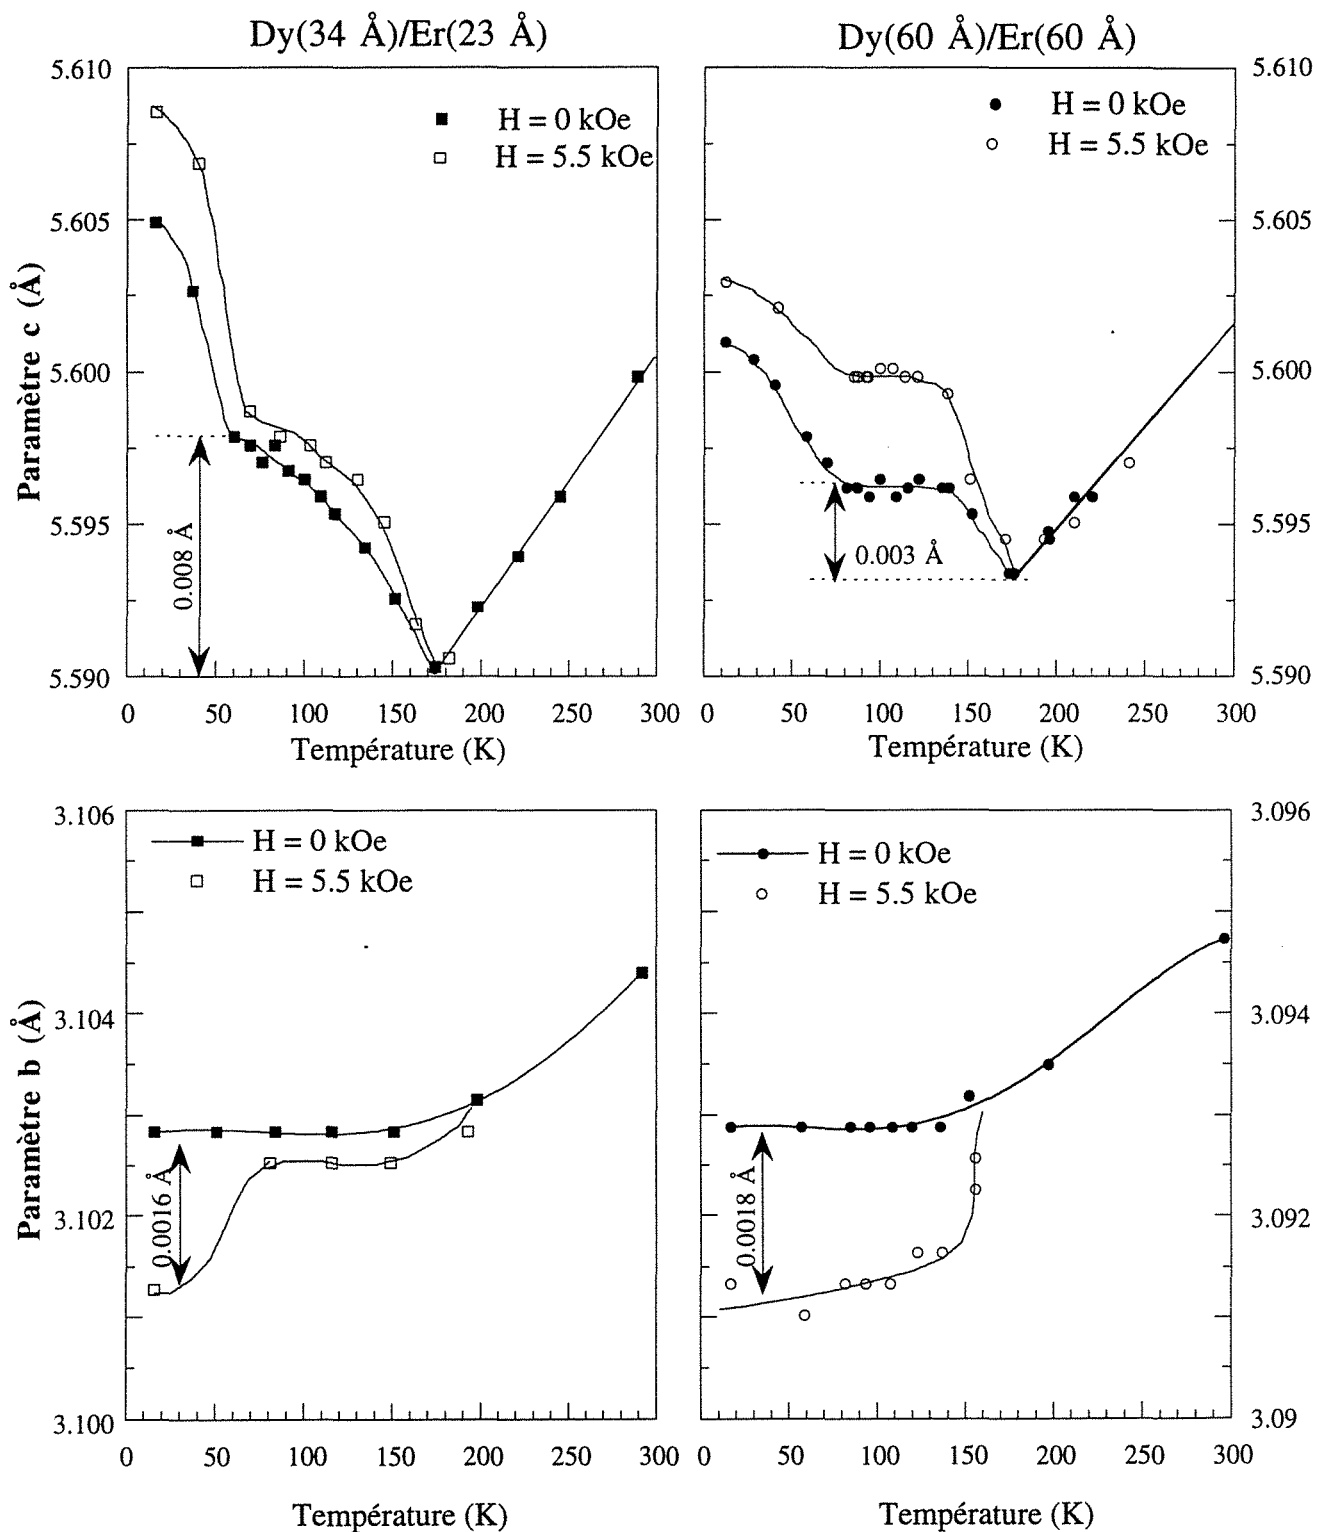 Dy(34 Å)/Er(23 Å)
Dy(60 Å)/Er(60 Å)
Paramètre c (Å)
5.610
5.605
5.600
5.595
5.590
H = 0 kOe
H = 5.5 kOe
0.008 Å
0 50 100 150 200 250 300
Température (K)
H = 0 kOe
H = 5.5 kOe
0.003 Å
5.610
5.605
5.600
5.595
5.590
0 50 100 150 200 250 300
Température (K)
Paramètre b (Å)
3.106
3.104
3.102
3.100
H = 0 kOe
H = 5.5 kOe
0.0016 Å
0 50 100 150 200 250 300
Température (K)
H = 0 kOe
H = 5.5 kOe
0.0018 Å
3.096
3.094
3.092
3.09
0 50 100 150 200 250 300
Température (K)